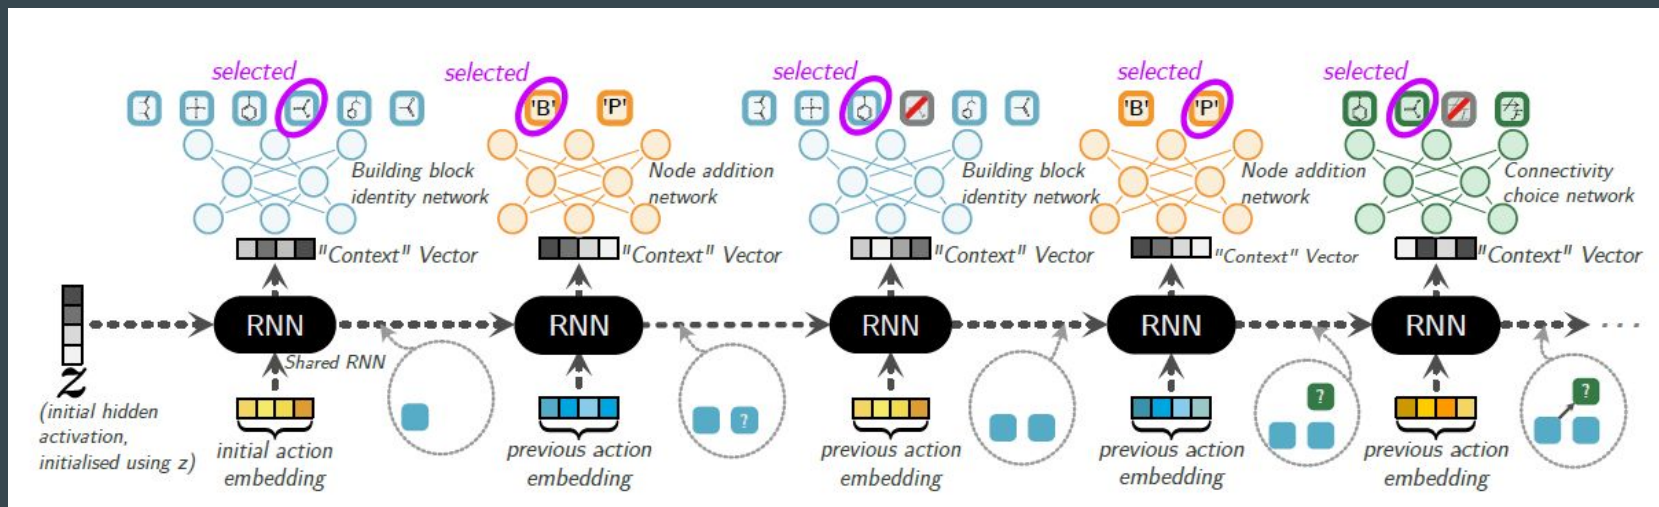 selected
selected
selected
selected
selected
'B'
'P'
'B'
'P'
Building block
identity network
Node addition
network
Building block
identity network
Node addition
network
Connectivity
choice network
"Context" Vector
"Context" Vector
"Context" Vector
"Context" Vector
"Context" Vector
RNN
RNN
RNN
RNN
RNN
...
Shared RNN
z
(initial hidden
activation,
initialised using z)
?
?
?
initial action
embedding
previous action
embedding
previous action
embedding
previous action
embedding
previous action
embedding